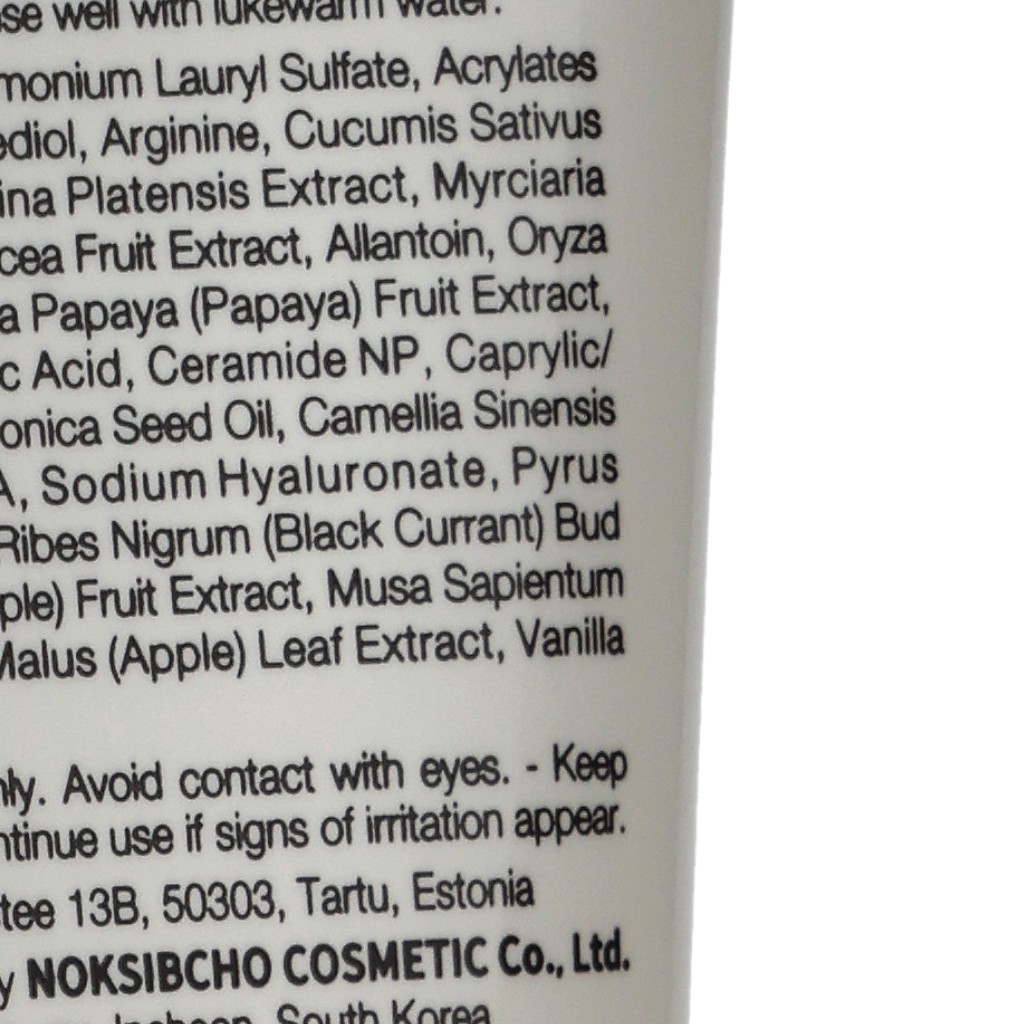 se well with lukewarm water.
monium Lauryl Sulfate, Acrylates
ediol, Arginine, Cucumis Sativus
ina Platensis Extract, Myrciaria
cea Fruit Extract, Allantoin, Oryza
a Papaya (Papaya) Fruit Extract,
c Acid, Ceramide NP, Caprylic/
onica Seed Oil, Camellia Sinensis
A, Sodium Hyaluronate, Pyrus
Ribes Nigrum (Black Currant) Bud
ple) Fruit Extract, Musa Sapientum
Malus (Apple) Leaf Extract, Vanilla
nly. Avoid contact with eyes. - Keep
ntinue use if signs of irritation appear.
tee 13B, 50303, Tartu, Estonia
y NOKSIBCHO COSMETIC Co., Ltd.
Incheon, South Korea